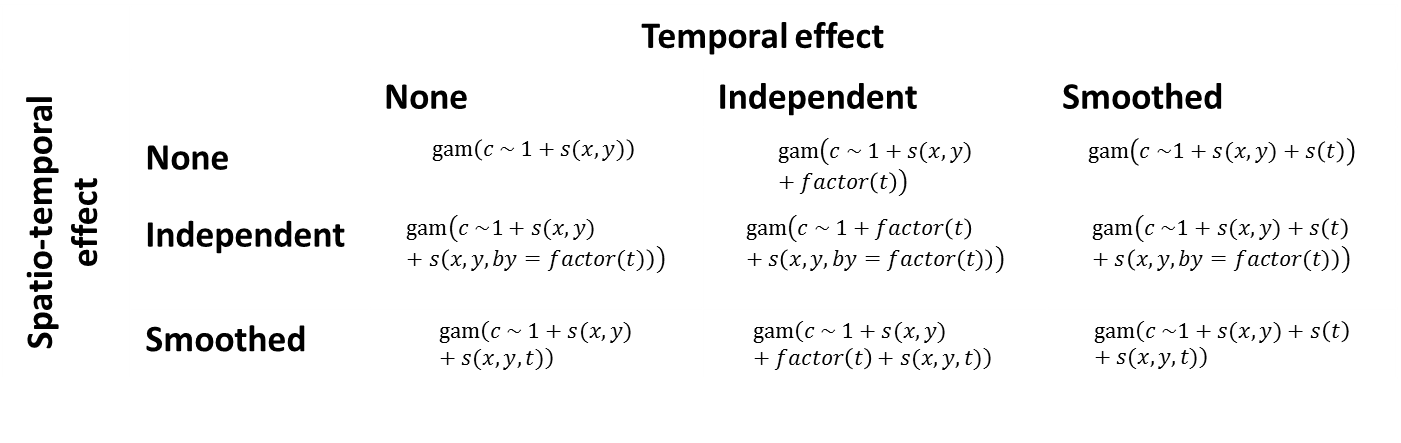 Temporal effect
None Independent Smoothed
Spatio-temporal
effect
None
gam(c ~ 1 + s(x, y))
gam(c ~ 1 + s(x, y)
+ factor(t))
gam(c ~1 + s(x, y) + s(t))
Independent
gam(c ~1 + s(x, y)
+ s(x, y, by = factor(t)))
gam(c ~ 1 + factor(t)
+ s(x, y, by = factor(t)))
gam(c ~1 + s(x, y) + s(t)
+ s(x, y, by = factor(t)))
Smoothed
gam(c ~ 1 + s(x, y)
+ s(x, y, t))
gam(c ~ 1 + s(x, y)
+ factor(t) + s(x, y, t))
gam(c ~1 + s(x, y) + s(t)
+ s(x, y, t))